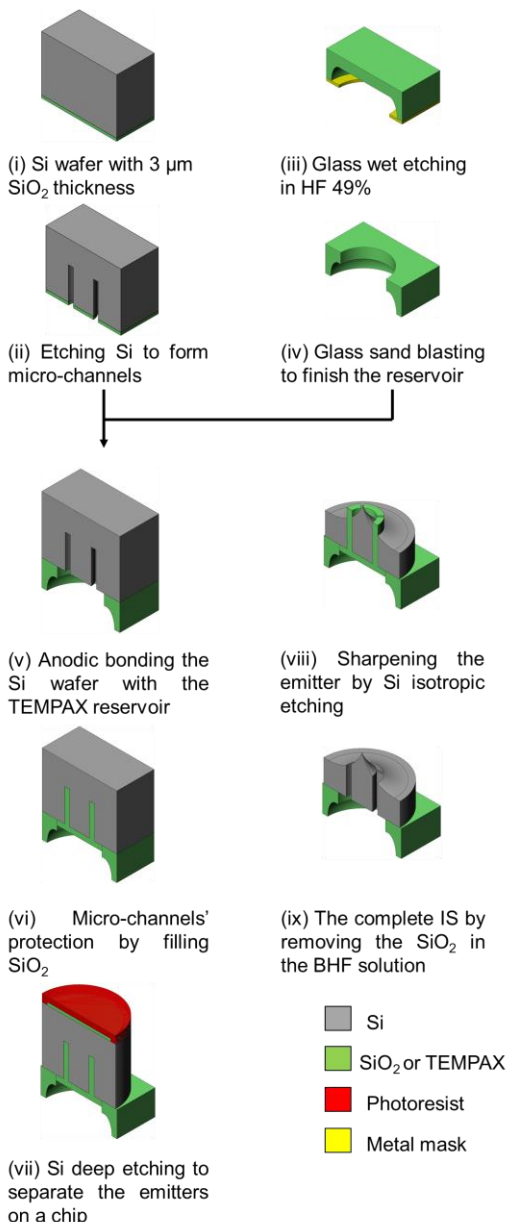 (i) Si wafer with 3 μm
SiO₂ thickness
(iii) Glass wet etching
in HF 49%
(ii) Etching Si to form
micro-channels
(iv) Glass sand blasting
to finish the reservoir
(v) Anodic bonding the
Si wafer with the
TEMPAX reservoir
(viii) Sharpening the
emitter by Si isotropic
etching
(vi) Micro-channels'
protection by filling
SiO₂
(ix) The complete IS by
removing the SiO₂ in
the BHF solution
(vii) Si deep etching to
separate the emitters
on a chip
Si
SiO₂ or TEMPAX
Photoresist
Metal mask